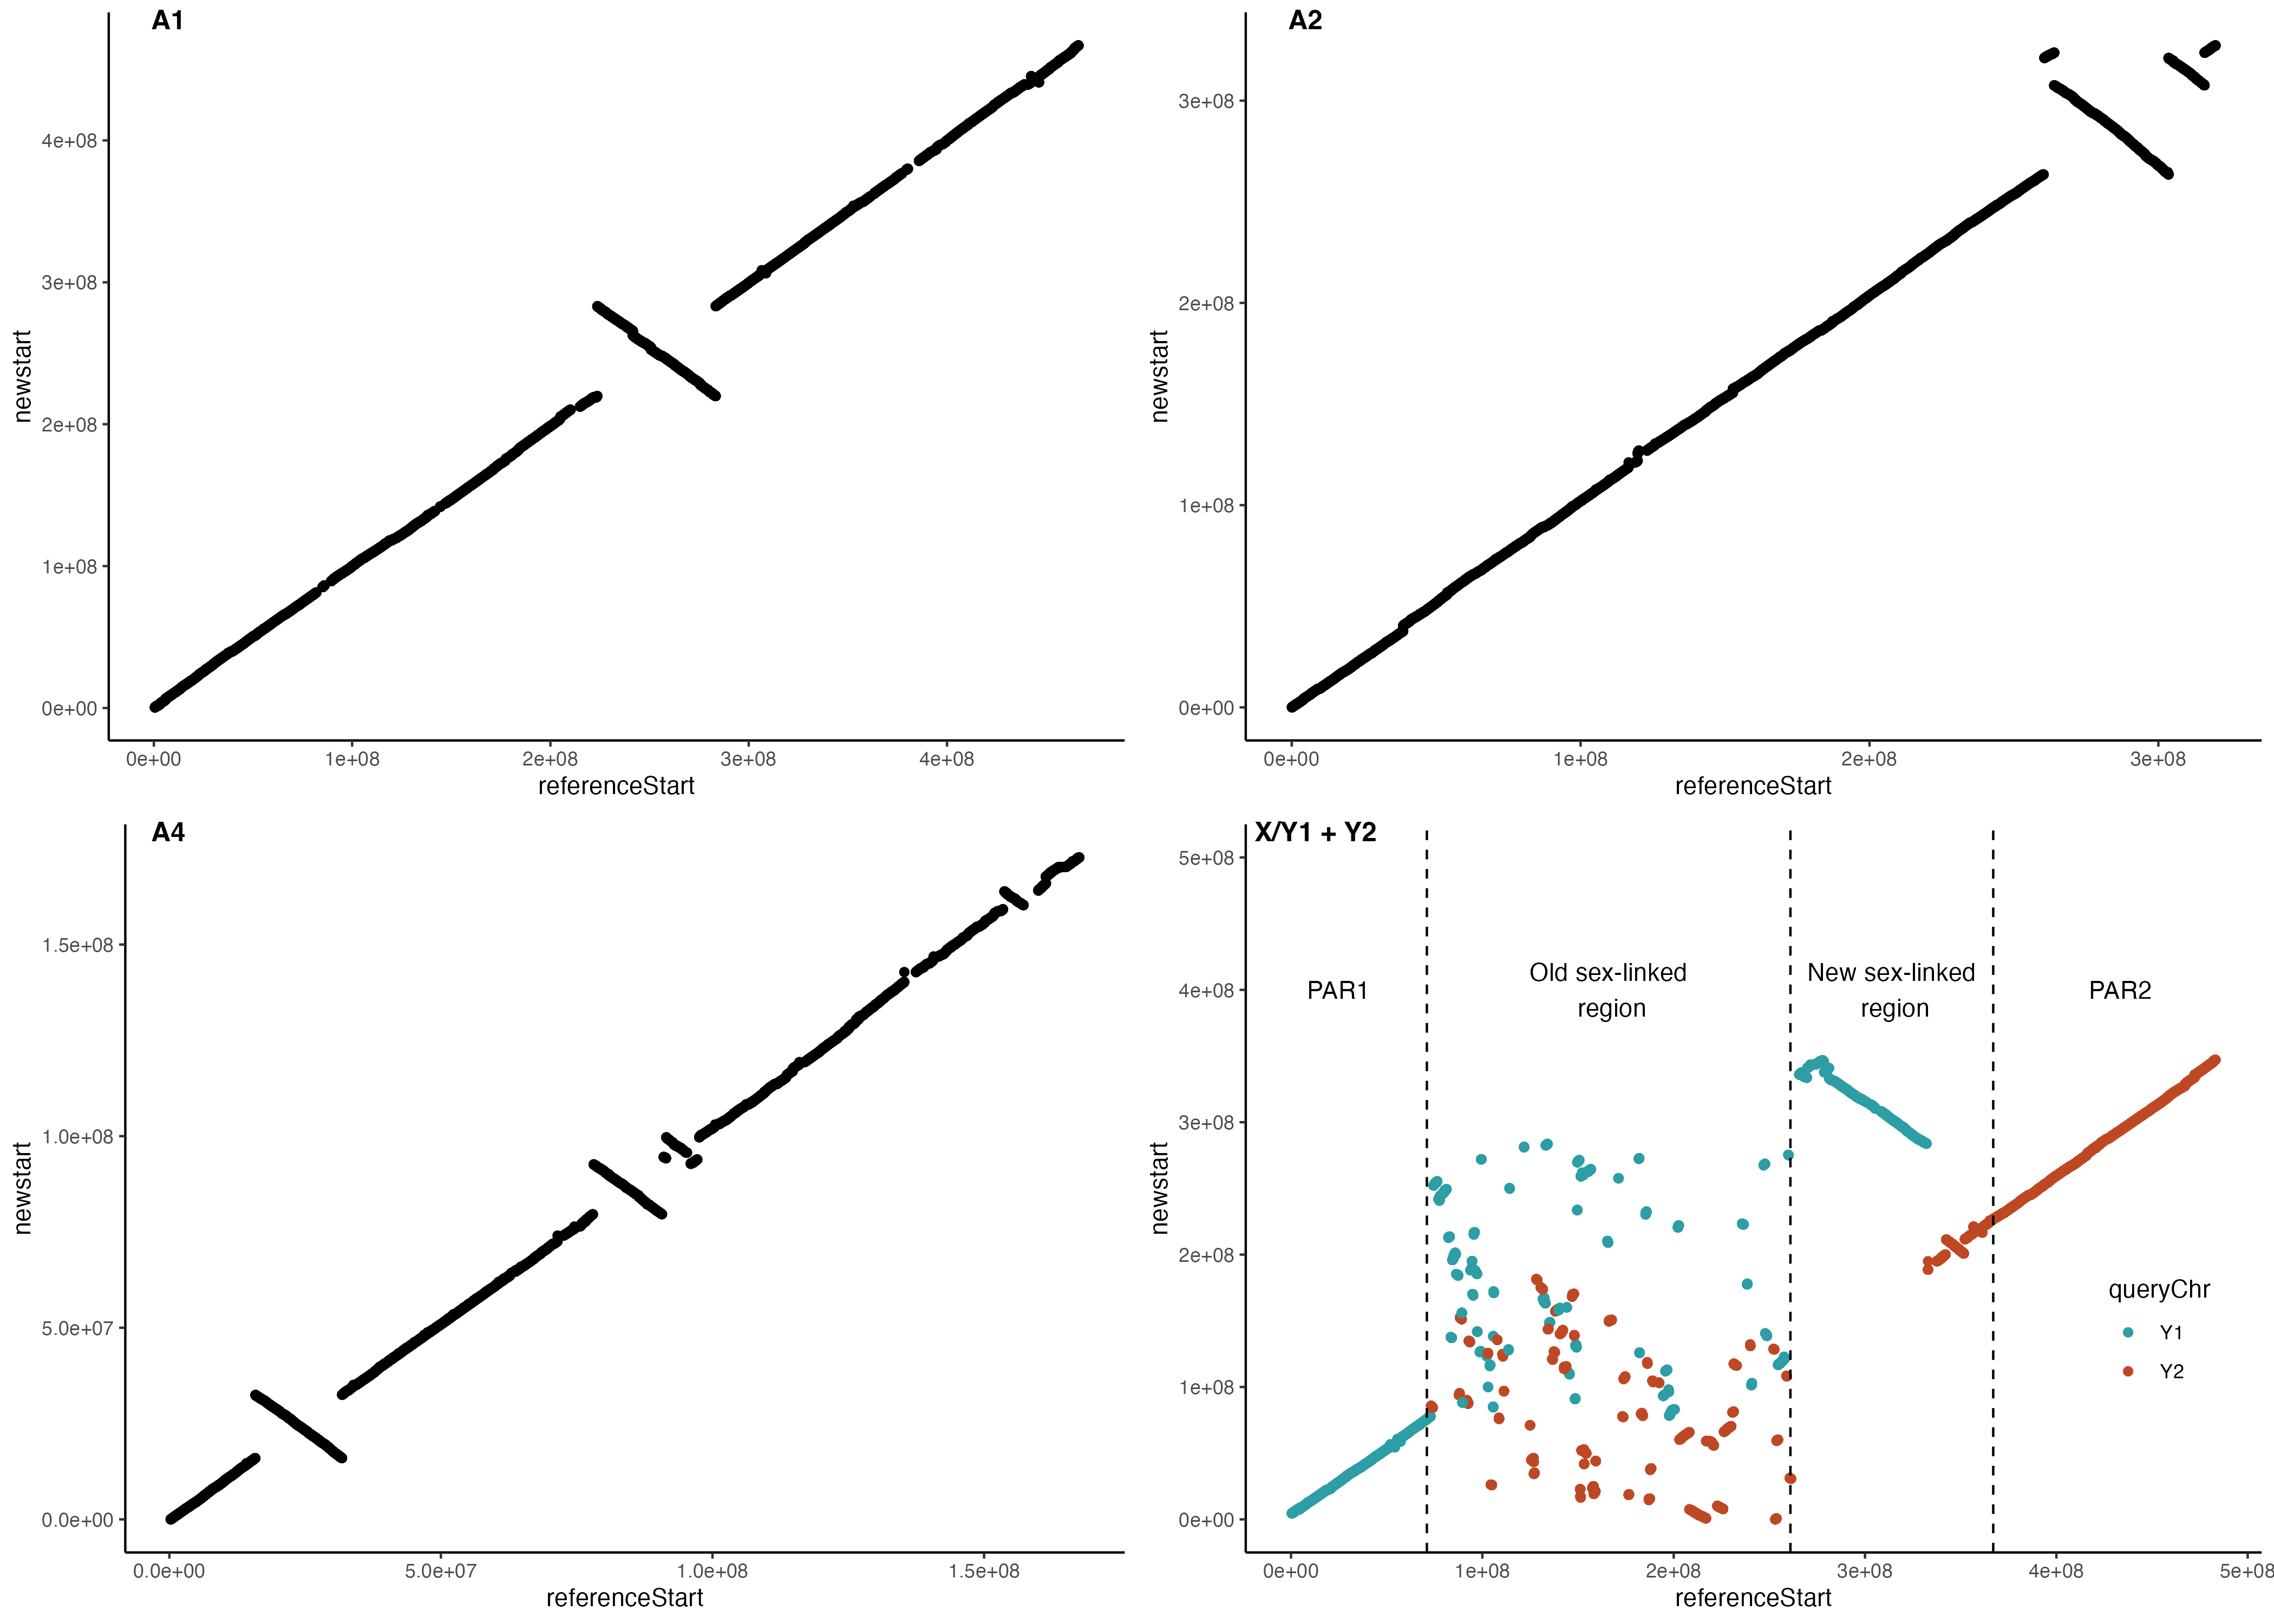 A1
4e+08
3e+08
2e+08
1e+08
0e+00
newstart
0e+00 1e+08 2e+08 3e+08 4e+08
referenceStart
A2
3e+08
2e+08
1e+08
0e+00
newstart
0e+00 1e+08 2e+08 3e+08
referenceStart
A4
1.5e+08
1.0e+08
5.0e+07
0.0e+00
newstart
0.0e+00 5.0e+07 1.0e+08 1.5e+08
referenceStart
X/Y1 + Y2
5e+08
4e+08
3e+08
2e+08
1e+08
0e+00
newstart
PAR1
Old sex-linked
region
New sex-linked
region
PAR2
queryChr
Y1
Y2
0e+00 1e+08 2e+08 3e+08 4e+08 5e+08
referenceStart